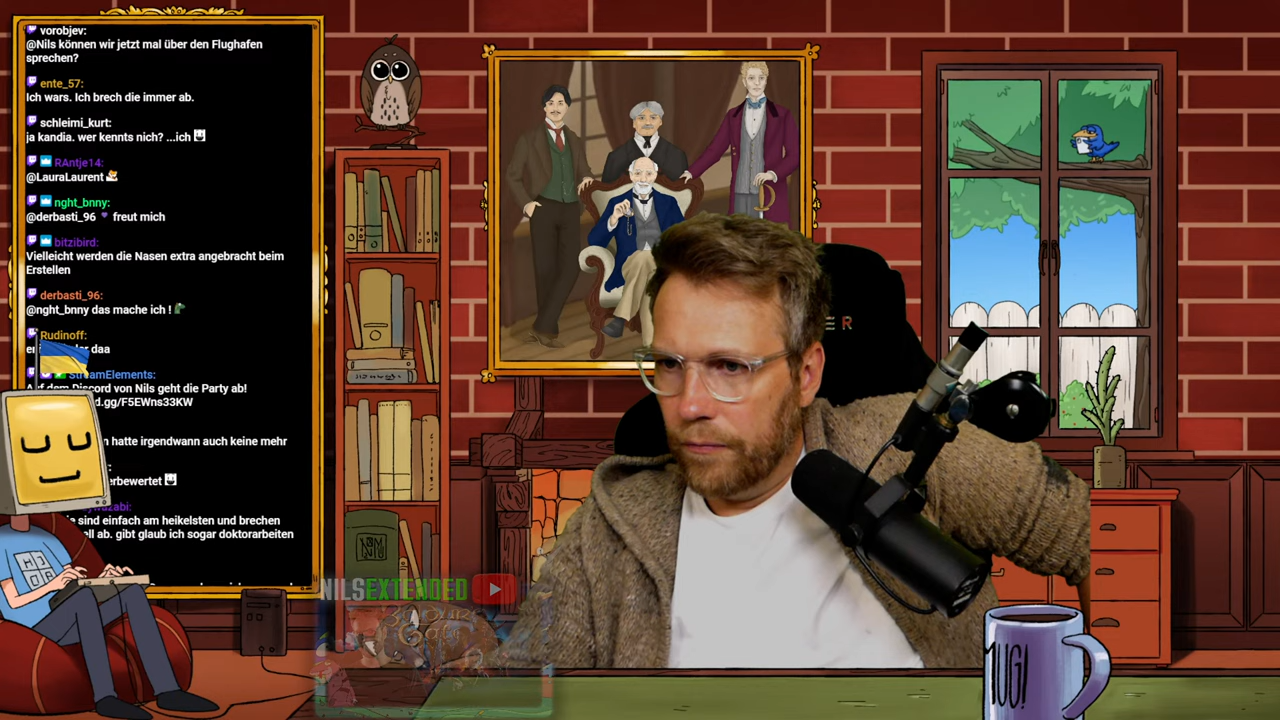 vorobjev:
@Nils können wir jetzt mal über den Flughafen
sprechen?
ente_57:
Ich wars. Ich brech die immer ab.
schleimi_kurt:
ja kandia. wer kennts nich? ...ich
RAntje14:
@LauraLaurent
nght_bnny:
@derbasti_96 freut mich
bitzibird:
Vielleicht werden die Nasen extra angebracht beim
Erstellen
derbasti_96:
@nght_bnny das mache ich !
Rudinoff:
daa
StreamElements:
Auf dem Discord von Nils geht die Party ab!
d.gg/F5EWns33KW
hatte irgendwann auch keine mehr
sind einfach am heikelsten und brechen
ab. gibt glaub ich sogar doktorarbeiten
NILSEXTENDED
MUG!